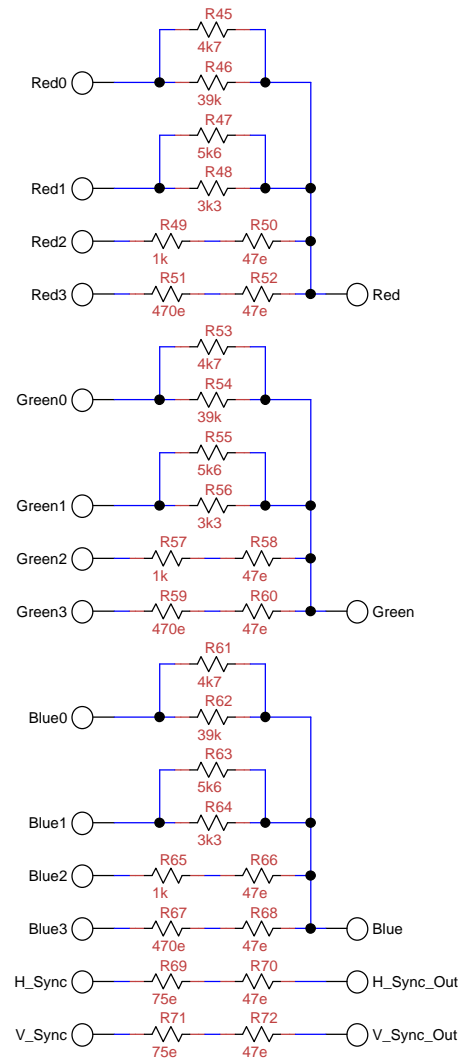 R45
4k7
Red0
R46
39k
R47
5k6
Red1
R48
3k3
Red2
R49
1k
R50
47e
Red3
R51
470e
R52
47e
Red
R53
4k7
Green0
R54
39k
R55
5k6
Green1
R56
3k3
Green2
R57
1k
R58
47e
Green3
R59
470e
R60
47e
Green
R61
4k7
Blue0
R62
39k
R63
5k6
Blue1
R64
3k3
Blue2
R65
1k
R66
47e
Blue3
R67
470e
R68
47e
Blue
H_Sync
R69
75e
R70
47e
H_Sync_Out
V_Sync
R71
75e
R72
47e
V_Sync_Out